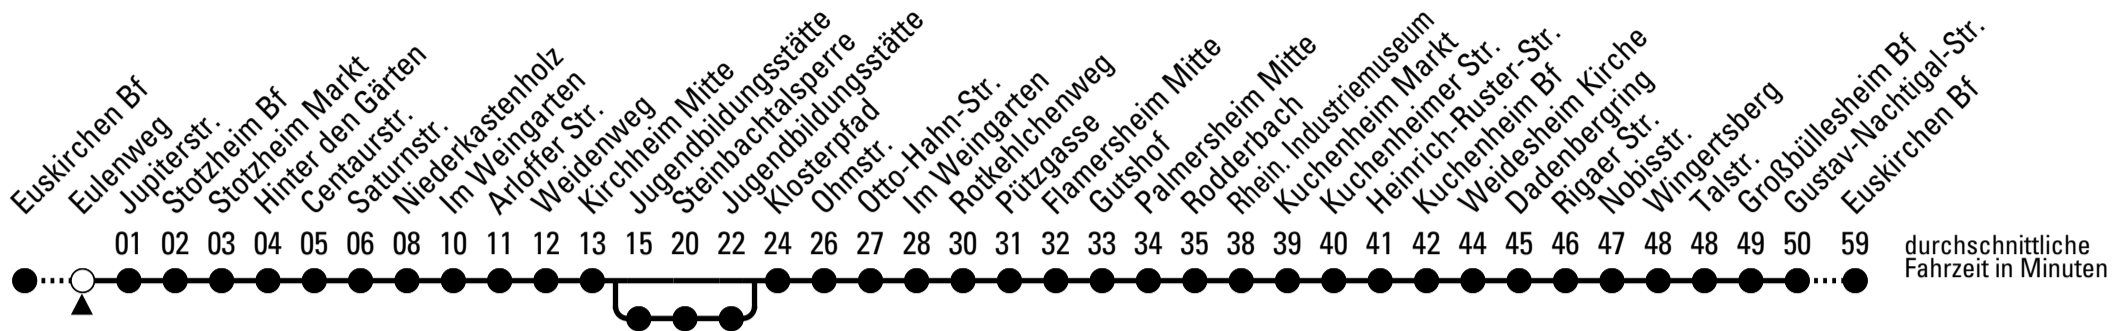 Euskirchen Bf
Eulenweg
Jupiterstr.
Stotzheim Bf
Stotzheim Markt
Hinter den Gärten
Centaurstr.
Saturnstr.
Niederkastenholz
Im Weingarten
Arloffer Str.
Weidenweg
Kirchheim Mitte
Jugendbildungsstätte
Steinbachtalsperre
Jugendbildungsstätte
Klosterpfad
Ohmstr.
Otto-Hahn-Str.
Im Weingarten
Rotkehlchenweg
Pützgasse
Flamersheim Mitte
Gutshof
Palmersheim Mitte
Rodderbach
Rhein. Industriemuseum
Kuchenheim Markt
Kuchenheimer Str.
Heinrich-Ruster-Str.
Kuchenheim Bf
Weidesheim Kirche
Dadenbergring
Rigaer Str.
Nobisstr.
Wingertsberg
Talstr.
Großbüllesheim Bf
Gustav-Nachtigal-Str.
Euskirchen Bf
01 02 03 04 05 06 08 10 11 12 13 15 20 22 24 26 27 28 30 31 32 33 34 35 38 39 40 41 42 44 45 46 47 48 48 49 50 59
durchschnittliche
Fahrzeit in Minuten